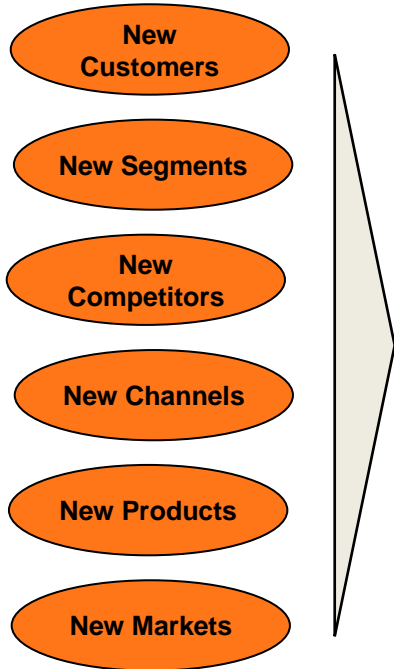 New
Customers
New Segments
New
Competitors
New Channels
New Products
New Markets